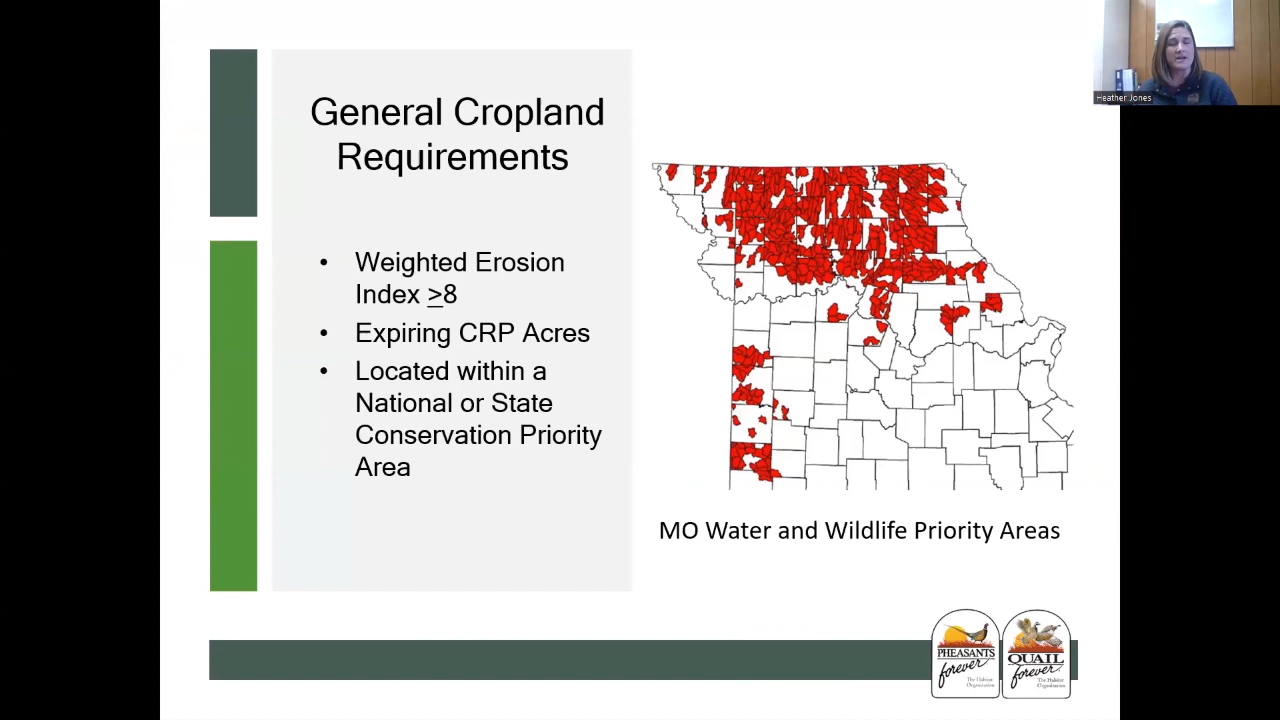 General Cropland
Requirements
• Weighted Erosion
Index ≥8
• Expiring CRP Acres
• Located within a
National or State
Conservation Priority
Area
MO Water and Wildlife Priority Areas
Heather Jones
PHEASANTS
forever
The Habitat
Organization
QUAIL
forever
The Habitat
Organization